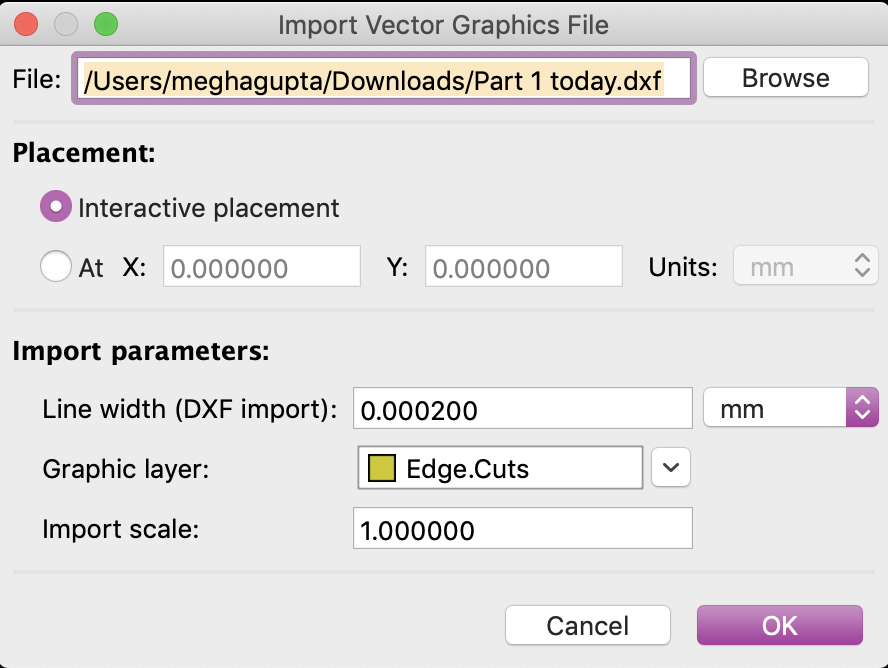 Import Vector Graphics File
File: /Users/meghagupta/Downloads/Part 1 today.dxf Browse
Placement:
Interactive placement
At X: 0.000000 Y: 0.000000 Units: mm
Import parameters:
Line width (DXF import): 0.000200 mm
Graphic layer: Edge.Cuts
Import scale: 1.000000
Cancel OK